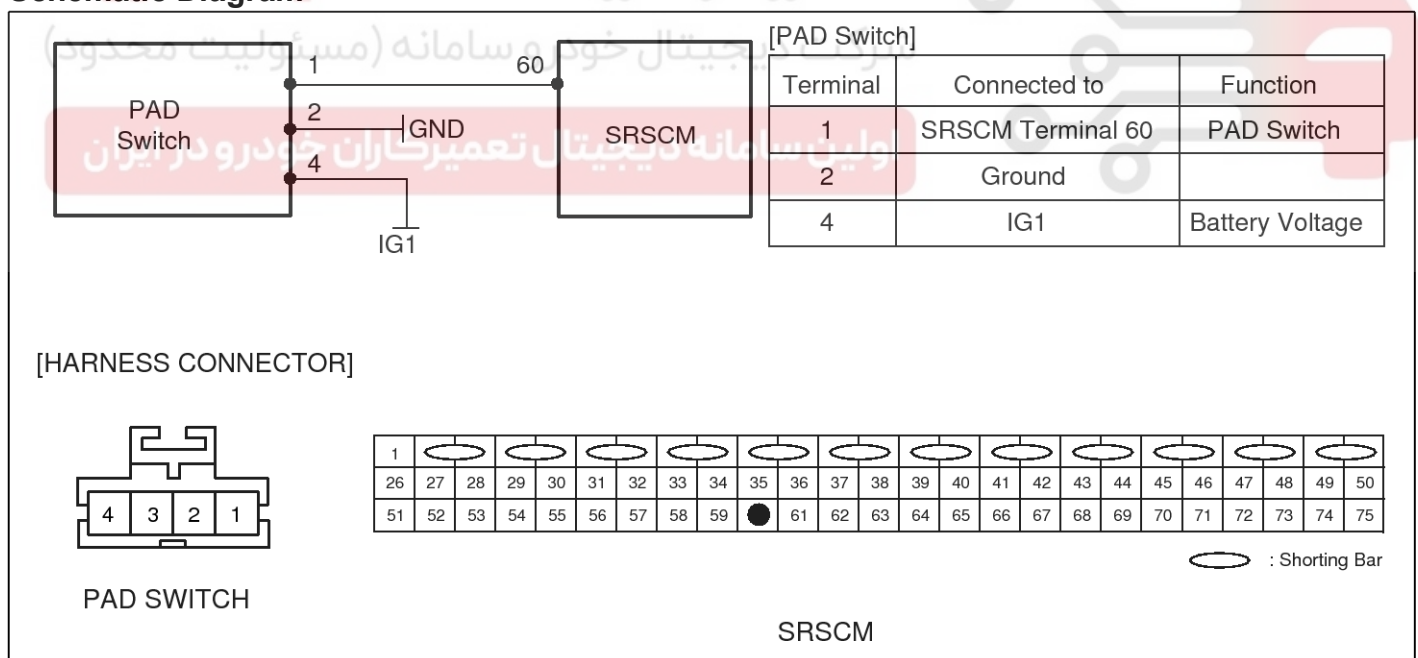 Schematic Diagram
شرکت دیجیتال خودرو سامانه (مسئولیت محدود)
اولین سامانه دیجیتال تعمیرکاران خودرو در ایران
PAD
Switch
1
2
4
GND
IG1
60
SRSCM
[PAD Switch]
Terminal Connected to Function
1 SRSCM Terminal 60 PAD Switch
2 Ground
4 IG1 Battery Voltage
[HARNESS CONNECTOR]
4 3 2 1
PAD SWITCH
1
26 27 28 29 30 31 32 33 34 35 36 37 38 39 40 41 42 43 44 45 46 47 48 49 50
51 52 53 54 55 56 57 58 59 61 62 63 64 65 66 67 68 69 70 71 72 73 74 75
: Shorting Bar
SRSCM